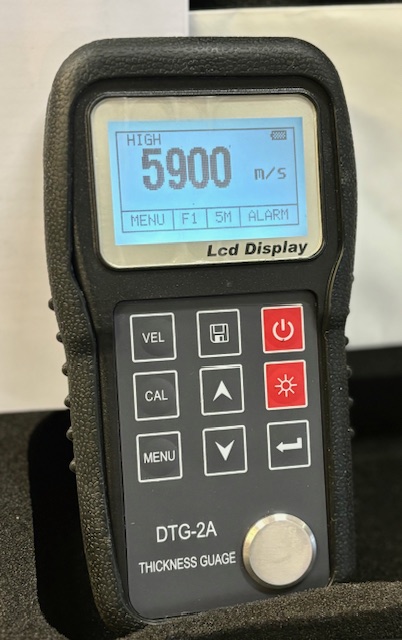 HIGH
5900 m/s
MENU F1 5M ALARM
Lcd Display
VEL
CAL
MENU
DTG-2A
THICKNESS GUAGE